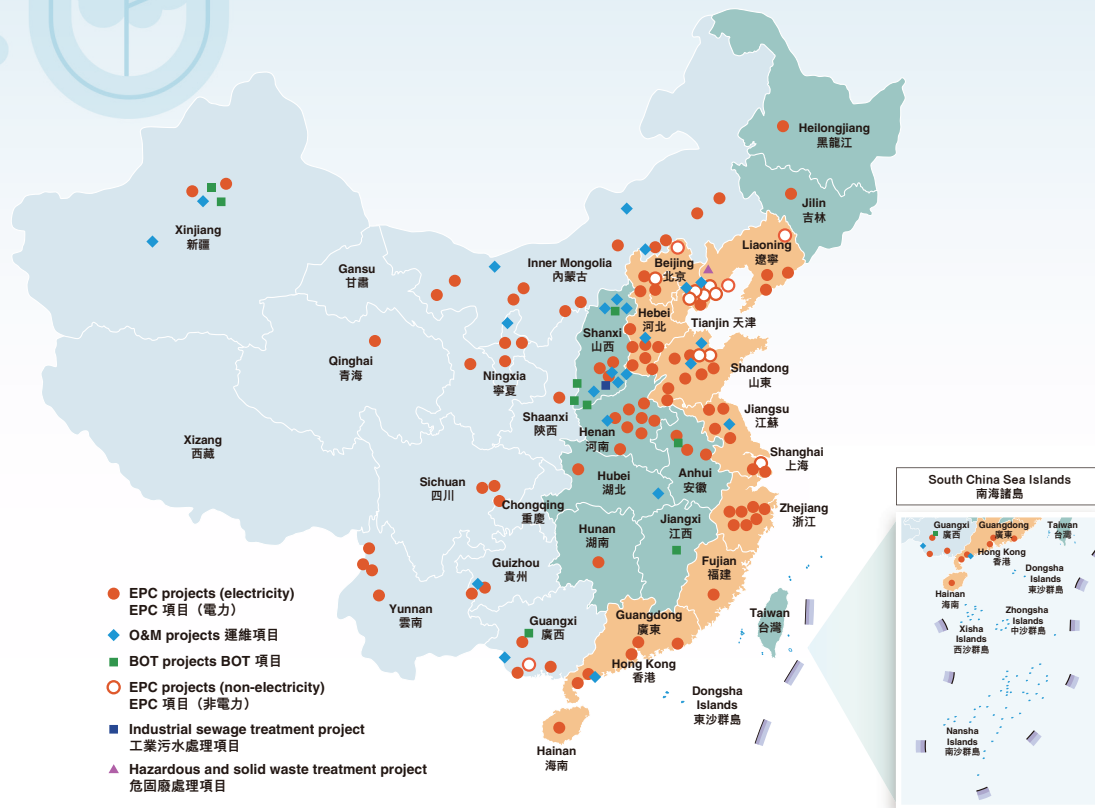 Heilongjiang
黑龍江
Jilin
吉林
Liaoning
遼寧
Xinjiang
新疆
Gansu
甘肅
Inner Mongolia
內蒙古
Beijing
北京
Hebei
河北
Tianjin 天津
Shanxi
山西
Qinghai
青海
Ningxia
寧夏
Shandong
山東
Shaanxi
陝西
Henan
河南
Jiangsu
江蘇
Xizang
西藏
Shanghai
上海
Sichuan
四川
Hubei
湖北
Anhui
安徽
Chongqing
重慶
Zhejiang
浙江
Hunan
湖南
Jiangxi
江西
Guizhou
貴州
Fujian
福建
Yunnan
雲南
Guangxi
廣西
Guangdong
廣東
Taiwan
台灣
Hong Kong
香港
Dongsha
Islands
東沙群島
Hainan
海南
EPC projects (electricity)
EPC 項目（電力）
O&M projects 運維項目
BOT projects BOT 項目
EPC projects (non-electricity)
EPC 項目（非電力）
Industrial sewage treatment project
工業污水處理項目
Hazardous and solid waste treatment project
危固廢處理項目
South China Sea Islands
南海諸島
Guangxi
廣西
Guangdong
廣東
Taiwan
台灣
Hong Kong
香港
Dongsha
Islands
東沙群島
Hainan
海南
Zhongsha
Islands
中沙群島
Xisha
Islands
西沙群島
Nansha
Islands
南沙群島